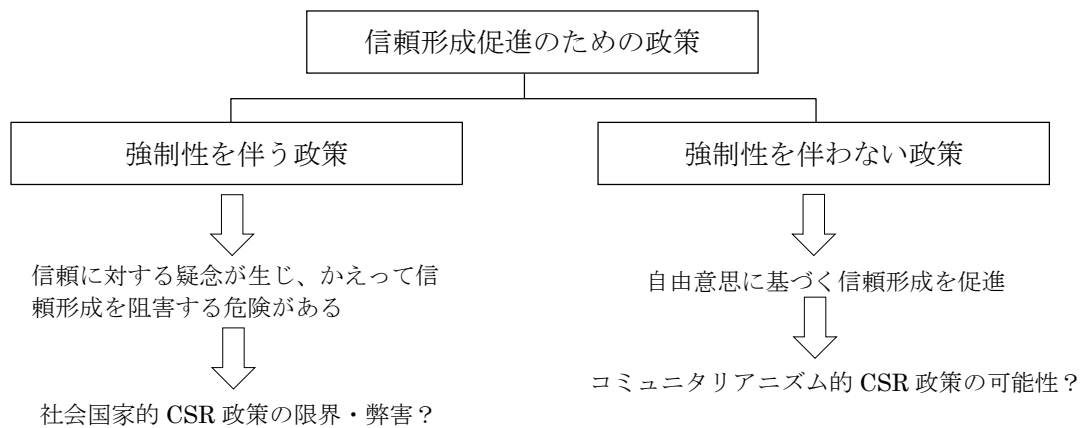 信頼形成促進のための政策
強制性を伴う政策
強制性を伴わない政策
信頼に対する疑念が生じ、かえって信
頼形成を阻害する危険がある
自由意思に基づく信頼形成を促進
社会国家的 CSR 政策の限界・弊害？
コミュニタリアニズム的 CSR 政策の可能性？